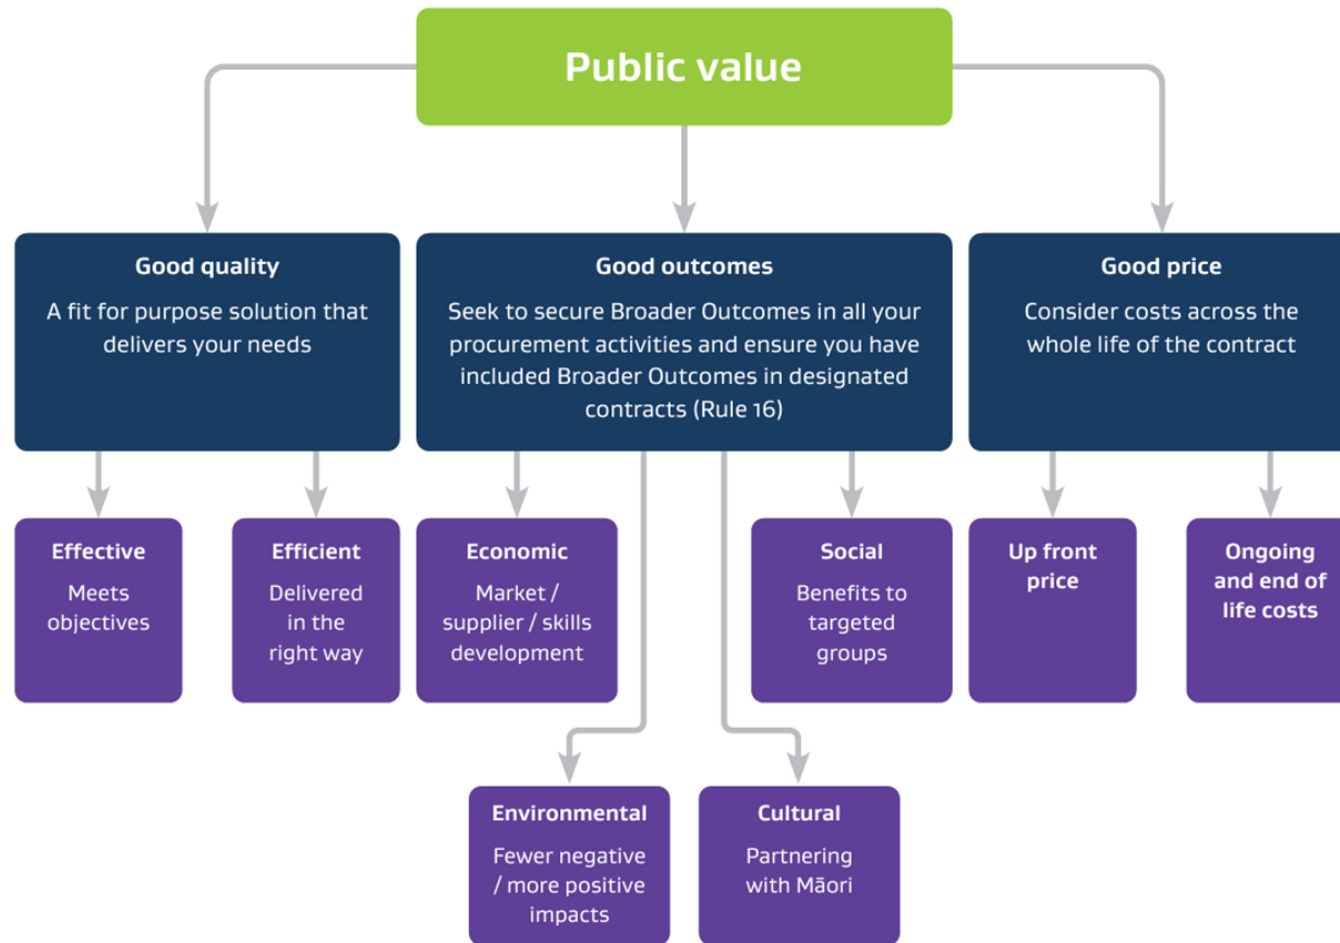 Public value
Good quality
A fit for purpose solution that
delivers your needs
Good outcomes
Seek to secure Broader Outcomes in all your
procurement activities and ensure you have
included Broader Outcomes in designated
contracts (Rule 16)
Good price
Consider costs across the
whole life of the contract
Effective
Meets
objectives
Efficient
Delivered
in the
right way
Economic
Market /
supplier / skills
development
Social
Benefits to
targeted
groups
Up front
price
Ongoing
and end of
life costs
Environmental
Fewer negative
/ more positive
impacts
Cultural
Partnering
with Māori